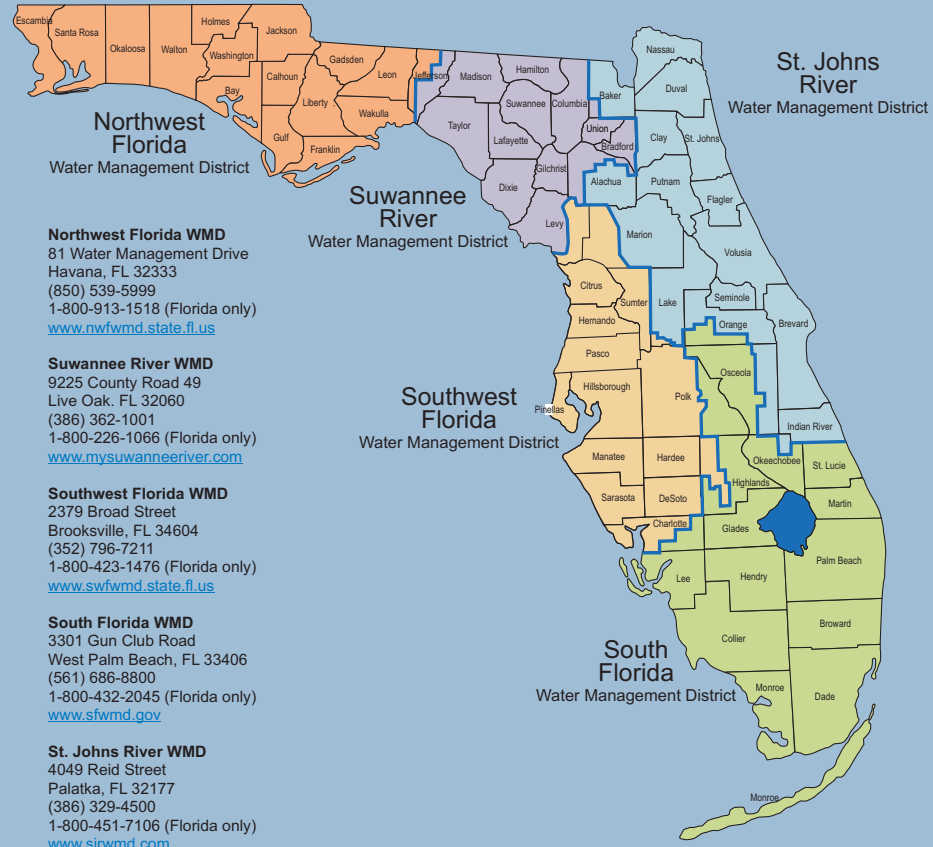 Escambia
Santa Rosa
Okaloosa
Walton
Holmes
Washington
Bay
Jackson
Calhoun
Gulf
Gadsden
Liberty
Franklin
Leon
Wakulla
Jefferson
Northwest
Florida
Water Management District
Madison
Hamilton
Taylor
Suwannee
Lafayette
Columbia
Union
Bradford
Gilchrist
Dixie
Levy
Suwannee
River
Water Management District
Nassau
Baker
Duval
Clay
St. Johns
Alachua
Putnam
Flagler
Marion
Volusia
Lake
Seminole
Orange
Brevard
Indian River
St. Johns
River
Water Management District
Citrus
Sumter
Hernando
Pasco
Hillsborough
Pinellas
Polk
Manatee
Hardee
Sarasota
DeSoto
Charlotte
Southwest
Florida
Water Management District
Osceola
Okeechobee
St. Lucie
Highlands
Martin
Glades
Palm Beach
Lee
Hendry
Broward
Collier
Monroe
Dade
Monroe
South
Florida
Water Management District
Northwest Florida WMD
81 Water Management Drive
Havana, FL 32333
(850) 539-5999
1-800-913-1518 (Florida only)
www.nwfwmd.state.fl.us
Suwannee River WMD
9225 County Road 49
Live Oak. FL 32060
(386) 362-1001
1-800-226-1066 (Florida only)
www.mysuwanneeriver.com
Southwest Florida WMD
2379 Broad Street
Brooksville, FL 34604
(352) 796-7211
1-800-423-1476 (Florida only)
www.swfwmd.state.fl.us
South Florida WMD
3301 Gun Club Road
West Palm Beach, FL 33406
(561) 686-8800
1-800-432-2045 (Florida only)
www.sfwmd.gov
St. Johns River WMD
4049 Reid Street
Palatka, FL 32177
(386) 329-4500
1-800-451-7106 (Florida only)
www.sjrwmd.com